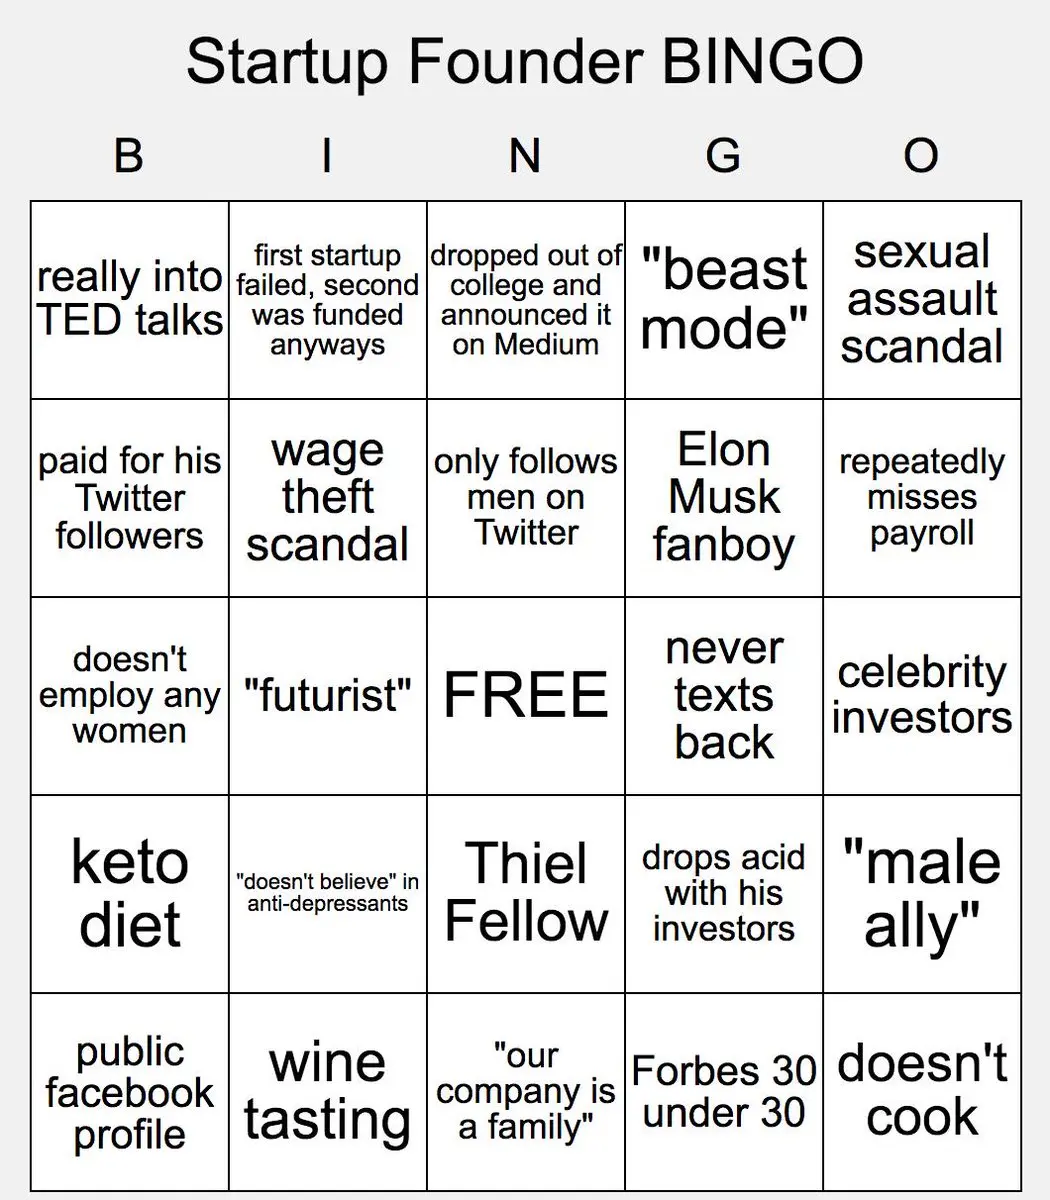 Startup Founder BINGO
B I N G O
really into
TED talks
first startup
failed, second
was funded
anyways
dropped out of
college and
announced it
on Medium
"beast
mode"
sexual
assault
scandal
paid for his
Twitter
followers
wage
theft
scandal
only follows
men on
Twitter
Elon
Musk
fanboy
repeatedly
misses
payroll
doesn't
employ any
women
"futurist"
FREE
never
texts
back
celebrity
investors
keto
diet
"doesn't believe" in
anti-depressants
Thiel
Fellow
drops acid
with his
investors
"male
ally"
public
facebook
profile
wine
tasting
"our
company is
a family"
Forbes 30
under 30
doesn't
cook